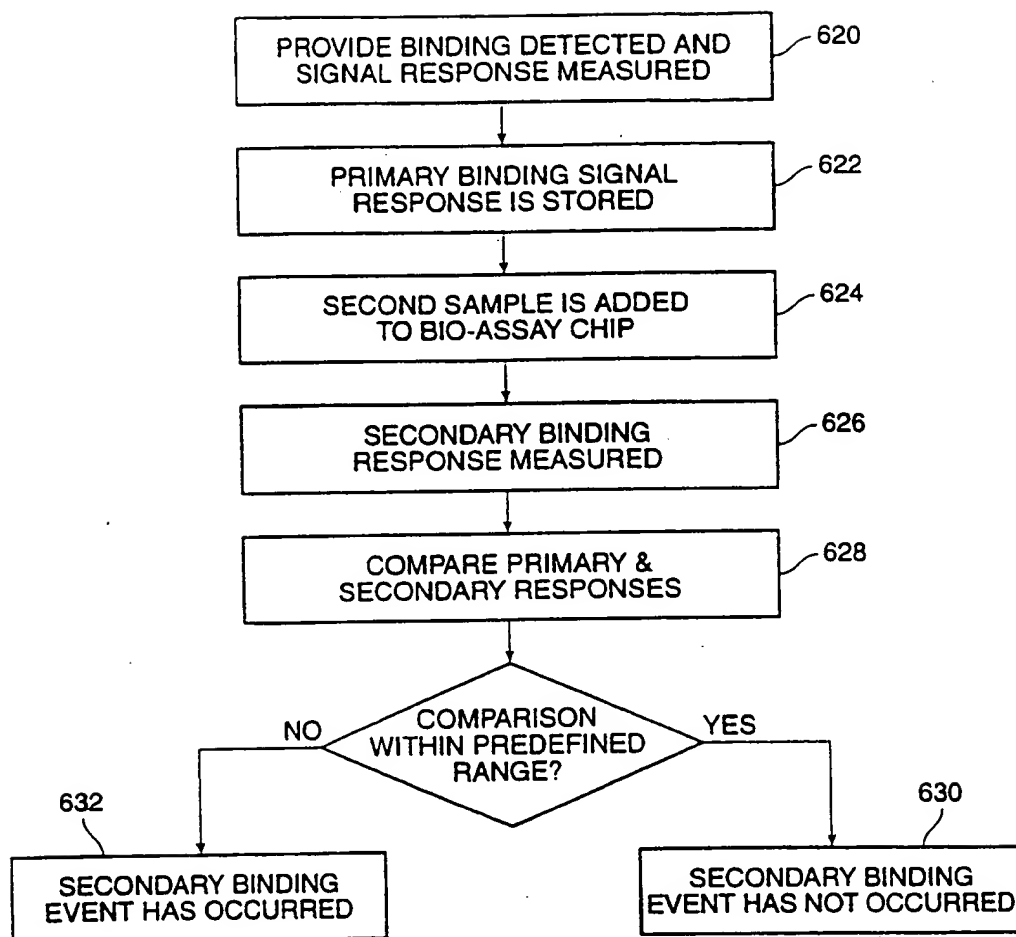 PROVIDE BINDING DETECTED AND
SIGNAL RESPONSE MEASURED
620
PRIMARY BINDING SIGNAL
RESPONSE IS STORED
622
SECOND SAMPLE IS ADDED
TO BIO-ASSAY CHIP
624
SECONDARY BINDING
RESPONSE MEASURED
626
COMPARE PRIMARY &
SECONDARY RESPONSES
628
COMPARISON
WITHIN PREDEFINED
RANGE?
NO
YES
632
SECONDARY BINDING
EVENT HAS OCCURRED
630
SECONDARY BINDING
EVENT HAS NOT OCCURRED